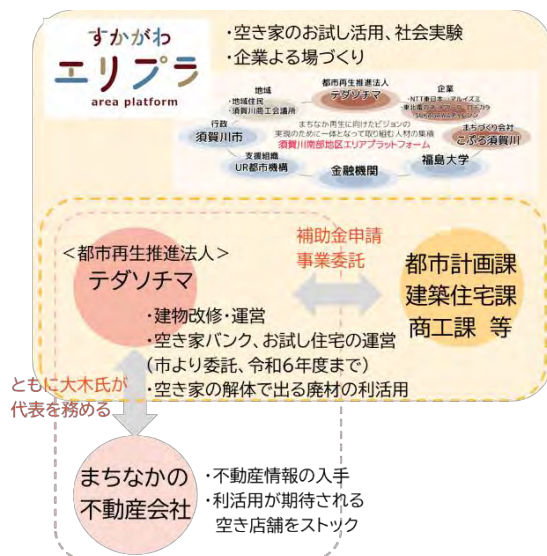 すかがわ
エリプラ
area platform
・空き家のお試し活用、社会実験
・企業よる場づくり
地域
・地域住民
・須賀川商工会議所
都市再生推進法人
テダソチマ
企業
・NTT東日本 ・マルイズミ
行政
須賀川市
まちなか再生に向けたビジョンの
実現のために一体となって取り組む人材の集積
須賀川南部地区エリアプラットフォーム
まちづくり会社
こぷろ須賀川
支援組織
UR都市機構
金融機関
福島大学
＜都市再生推進法人＞
テダソチマ
補助金申請
事業委託
都市計画課
建築住宅課
商工課 等
・建物改修・運営
・空き家バンク、お試し住宅の運営
(市より委託、令和6年度まで)
・空き家の解体で出る廃材の利活用
ともに大木氏が
代表を務める
まちなかの
不動産会社
・不動産情報の入手
・利活用が期待される
空き店舗をストック